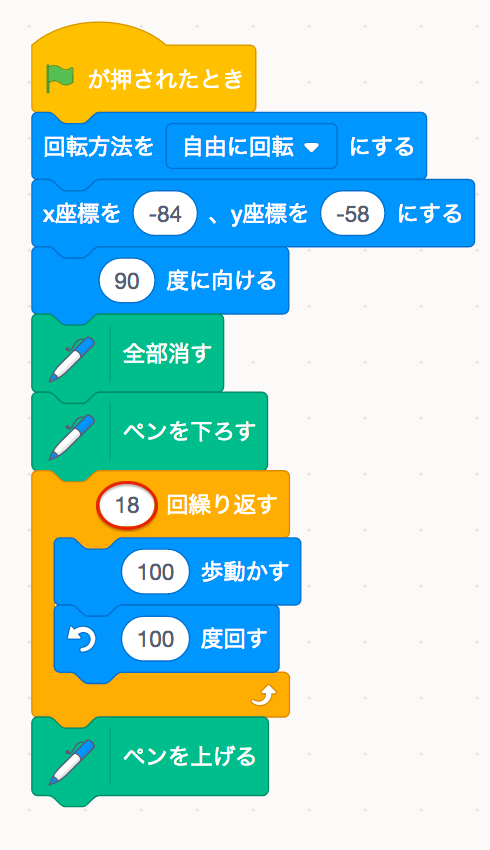 が押されたとき
回転方法を 自由に回転 にする
x座標を -84 、y座標を -58 にする
90 度に向ける
全部消す
ペンを下ろす
18 回繰り返す
100 歩動かす
100 度回す
ペンを上げる